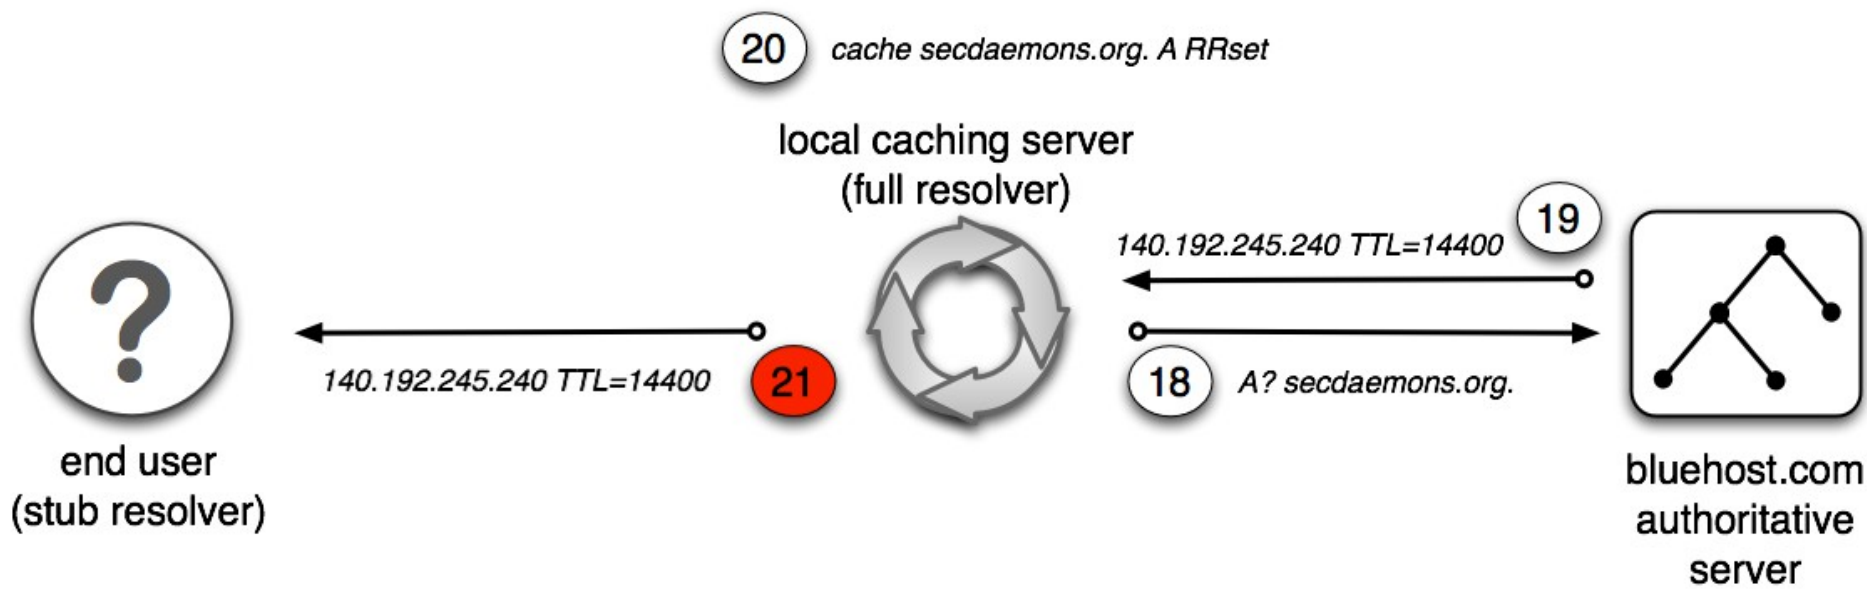 20 cache secdaemons.org. A RRset
local caching server
(full resolver)
19
140.192.245.240 TTL=14400
?
140.192.245.240 TTL=14400 21
18 A? secdaemons.org.
end user
(stub resolver)
bluehost.com
authoritative
server